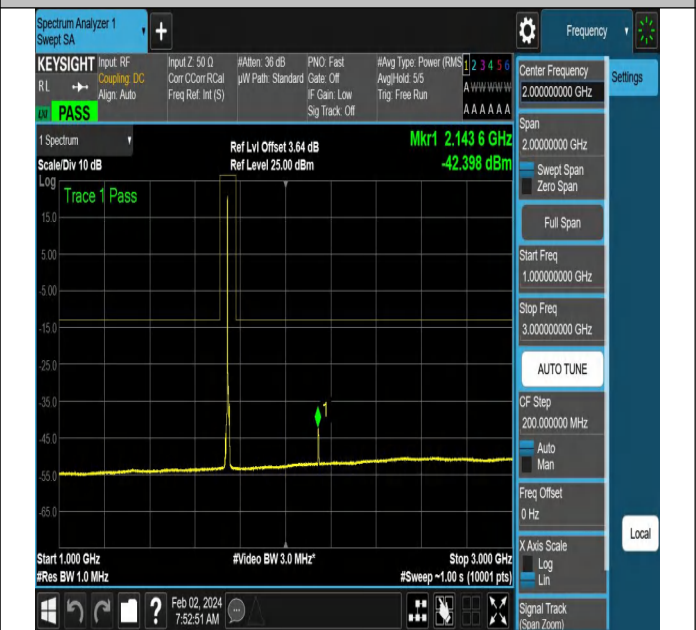 Spectrum Analyzer 1
Swept SA
+
Frequency
KEYSIGHT
RL
PASS
Input: RF
Coupling: DC
Align: Auto
Input Z: 50 Ω
Corr CCorr RCal
Freq Ref: Int (S)
#Atten: 36 dB
µW Path: Standard
PNO: Fast
Gate: Off
IF Gain: Low
Sig Track: Off
#Avg Type: Power (RMS
Avg|Hold: 5/5
Trig: Free Run
1 2 3 4 5 6
A W W W W W
A A A A A A
1 Spectrum
Scale/Div 10 dB
Log
Ref Lvl Offset 3.64 dB
Ref Level 25.00 dBm
Mkr1 2.143 6 GHz
-42.398 dBm
Trace 1 Pass
15.0
5.00
-5.00
-15.0
-25.0
-35.0
-45.0
-55.0
-65.0
1
Start 1.000 GHz
#Res BW 1.0 MHz
#Video BW 3.0 MHz*
Stop 3.000 GHz
#Sweep ~1.00 s (10001 pts)
Feb 02, 2024
7:52:51 AM
Center Frequency
2.000000000 GHz
Span
2.00000000 GHz
Swept Span
Zero Span
Full Span
Start Freq
1.000000000 GHz
Stop Freq
3.000000000 GHz
AUTO TUNE
CF Step
200.000000 MHz
Auto
Man
Freq Offset
0 Hz
X Axis Scale
Log
Lin
Signal Track
(Span Zoom)
Settings
Local